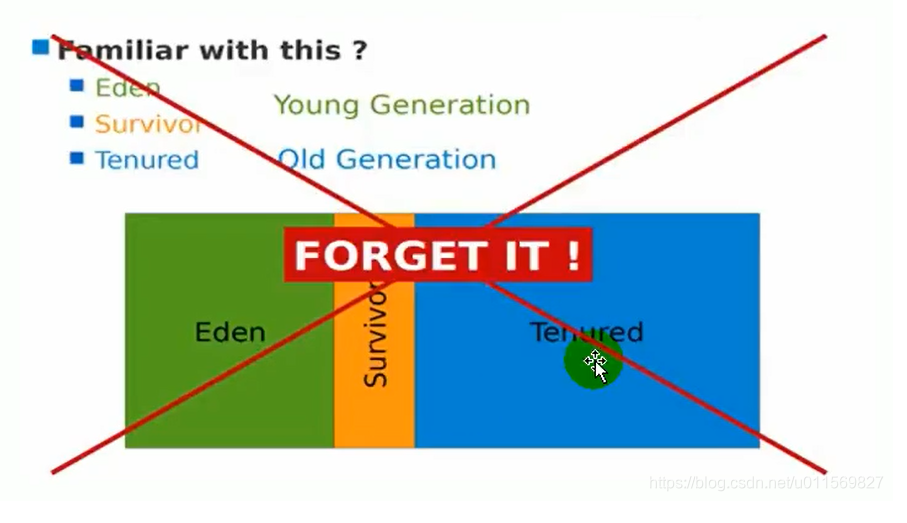 Familiar with this ?
Eden
Young Generation
Survivor
Tenured
Old Generation
FORGET IT !
Eden
Survivor
Tenured
https://blog.csdn.net/u011569827